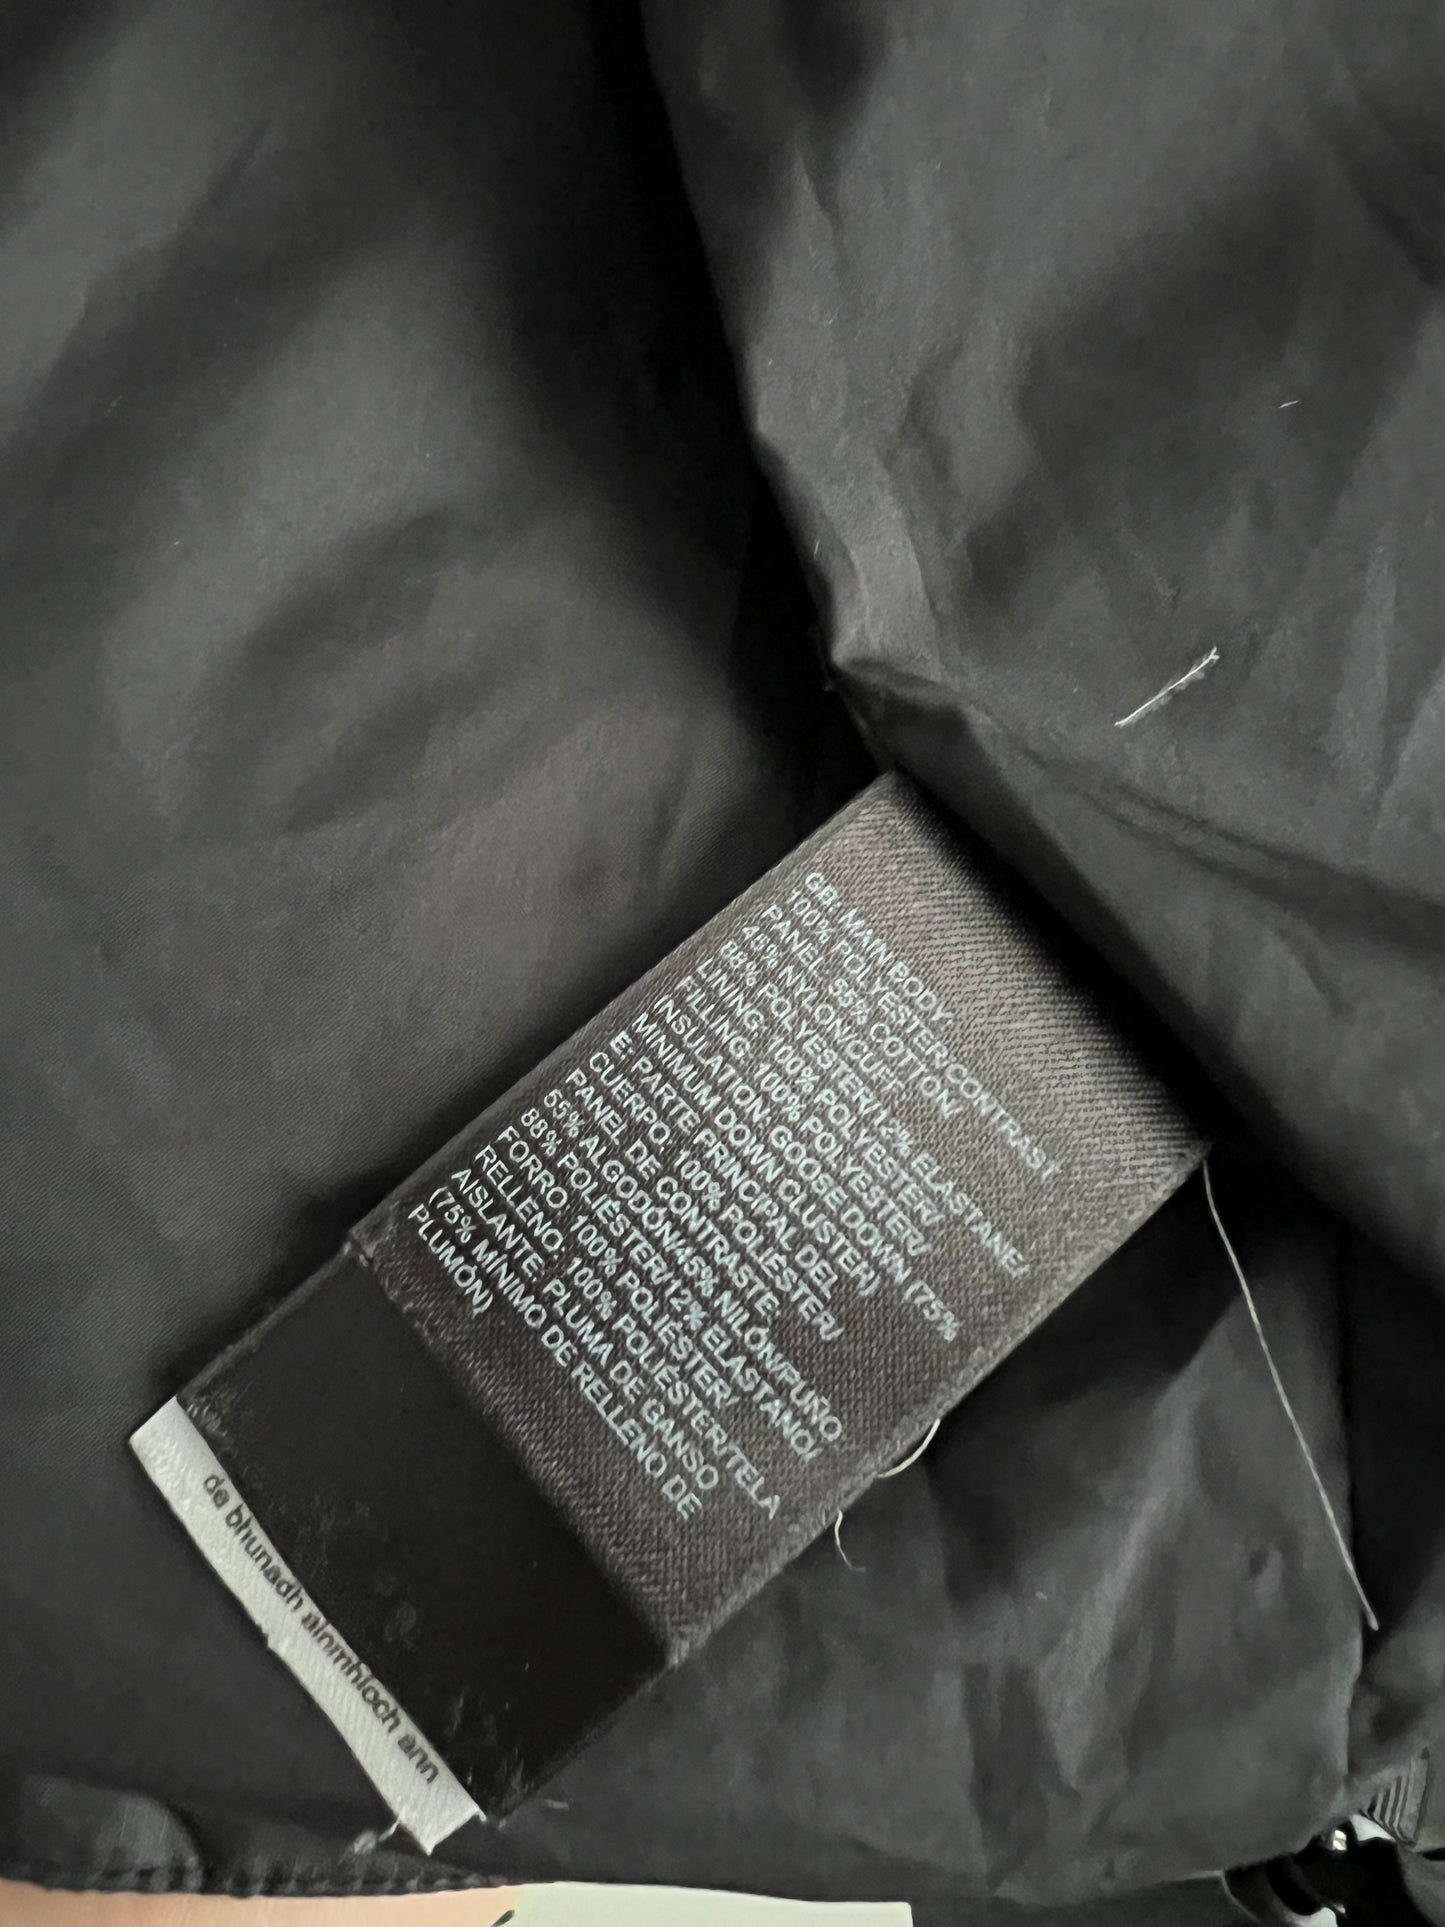 GB: MAIN BODY:
100% POLYESTER/CONTRAST
PANEL: 55% COTTON/
45% NYLON/CUFF:
88% POLYESTER/12% ELASTANE/
LINING: 100% POLYESTER/
FILLING: 100% POLYESTER/
INSULATION: GOOSE DOWN (75%
MINIMUM DOWN CLUSTER)
E: PARTE PRINCIPAL DEL
CUERPO: 100% POLIÉSTER/
PANEL DE CONTRASTE:
55% ALGODÓN/45% NILÓN/PUÑO
88% POLIÉSTER/12% ELASTANO/
FORRO: 100% POLIÉSTER/
RELLENO: 100% POLIÉSTER/TELA
AISLANTE: PLUMA DE GANSO
(75% MÍNIMO DE RELLENO DE
PLUMÓN)
de bhunadh ainmhíoch ann